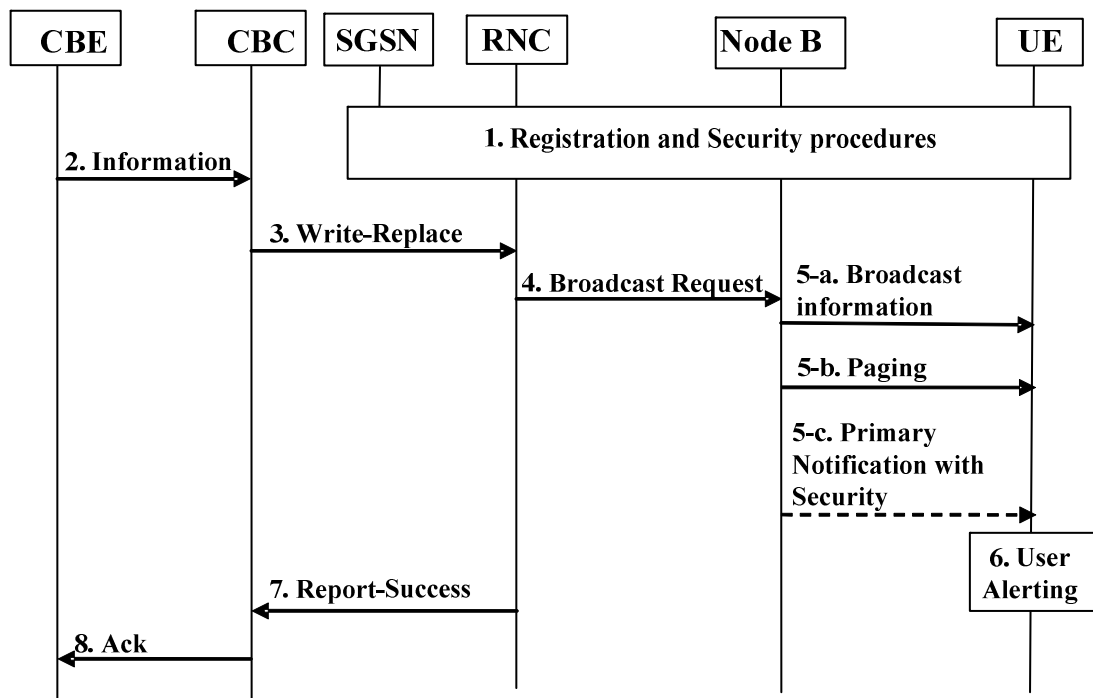 CBE
CBC
SGSN
RNC
Node B
UE
1. Registration and Security procedures
2. Information
3. Write-Replace
4. Broadcast Request
5-a. Broadcast
information
5-b. Paging
5-c. Primary
Notification with
Security
6. User
Alerting
7. Report-Success
8. Ack